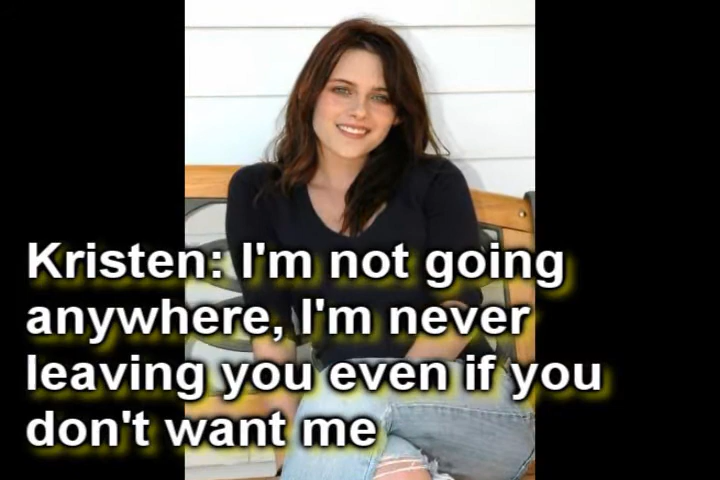 Kristen: I'm not going
anywhere, I'm never
leaving you even if you
don't want me